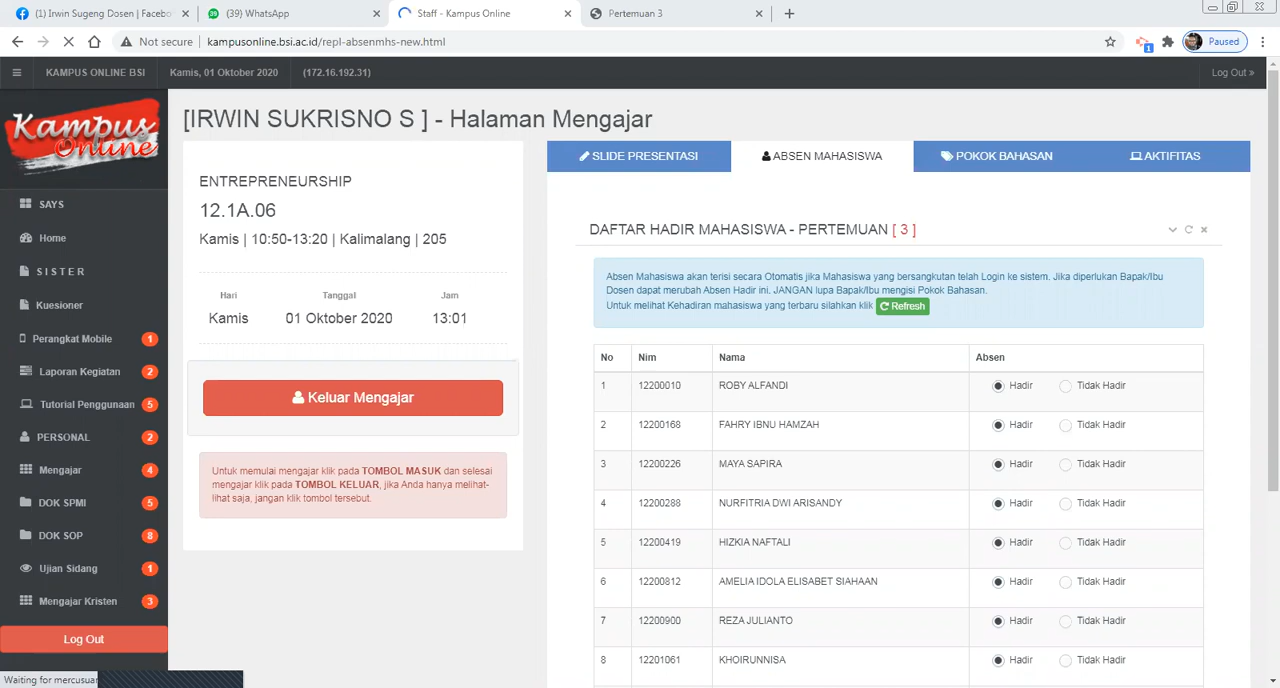 (1) Irwin Sugeng Dosen | Facebo
(39) WhatsApp
Staff - Kampus Online
Pertemuan 3
Not secure
kampusonline.bsi.ac.id/repl-absenmhs-new.html
Paused
1
KAMPUS ONLINE BSI
Kamis, 01 Oktober 2020
(172.16.192.31)
Log Out »
Kampus
Online
SAYS
Home
S I S T E R
Kuesioner
Perangkat Mobile 1
Laporan Kegiatan 2
Tutorial Penggunaan 5
PERSONAL 2
Mengajar 4
DOK SPMI 5
DOK SOP 8
Ujian Sidang 1
Mengajar Kristen 3
Log Out
Waiting for mercusuar
[IRWIN SUKRISNO S ] - Halaman Mengajar
ENTREPRENEURSHIP
12.1A.06
Kamis | 10:50-13:20 | Kalimalang | 205
Hari Tanggal Jam
Kamis 01 Oktober 2020 13:01
Keluar Mengajar
Untuk memulai mengajar klik pada TOMBOL MASUK dan selesai
mengajar klik pada TOMBOL KELUAR, jika Anda hanya melihat-
lihat saja, jangan klik tombol tersebut.
SLIDE PRESENTASI
ABSEN MAHASISWA
POKOK BAHASAN
AKTIFITAS
DAFTAR HADIR MAHASISWA - PERTEMUAN [ 3 ]
Absen Mahasiswa akan terisi secara Otomatis jika Mahasiswa yang bersangkutan telah Login ke sistem. Jika diperlukan Bapak/Ibu
Dosen dapat merubah Absen Hadir ini. JANGAN lupa Bapak/Ibu mengisi Pokok Bahasan.
Untuk melihat Kehadiran mahasiswa yang terbaru silahkan klik Refresh
No Nim Nama Absen
1 12200010 ROBY ALFANDI Hadir Tidak Hadir
2 12200168 FAHRY IBNU HAMZAH Hadir Tidak Hadir
3 12200226 MAYA SAPIRA Hadir Tidak Hadir
4 12200288 NURFITRIA DWI ARISANDY Hadir Tidak Hadir
5 12200419 HIZKIA NAFTALI Hadir Tidak Hadir
6 12200812 AMELIA IDOLA ELISABET SIAHAAN Hadir Tidak Hadir
7 12200900 REZA JULIANTO Hadir Tidak Hadir
8 12201061 KHOIRUNNISA Hadir Tidak Hadir